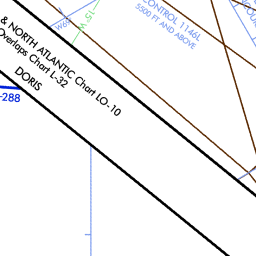 CONTROL 1146L
5500 FT AND ABOVE
& NORTH ATLANTIC Chart LO-10
Overlaps Chart L-32
DORIS
-288